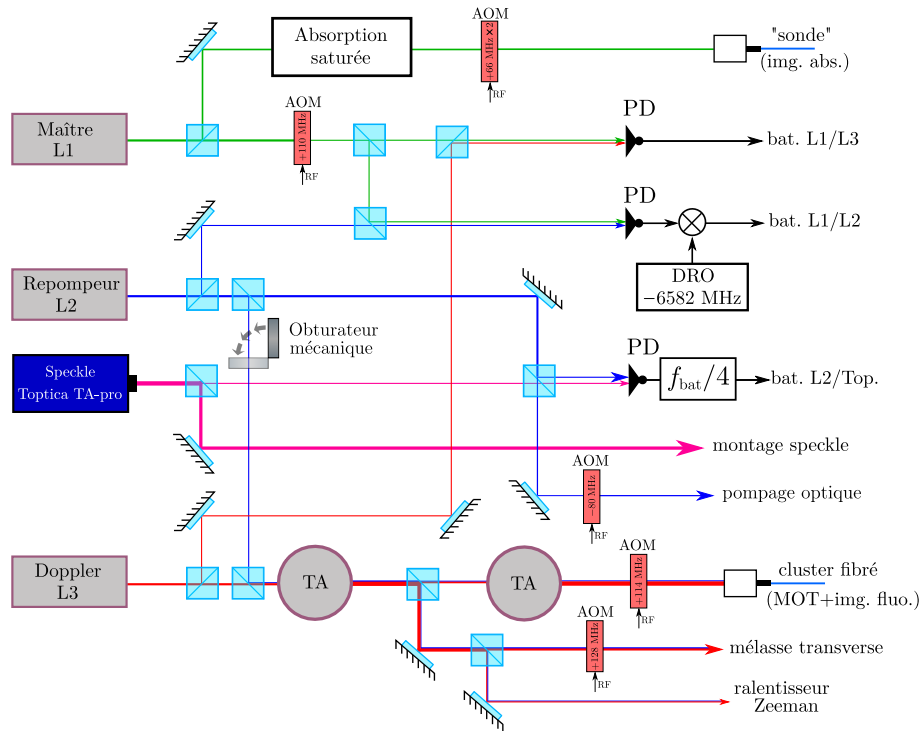 AOM
"sonde"
(img. abs.)
Absorption
saturée
+66 MHz×2
RF
Maître
L1
AOM
+110 MHz
RF
PD
bat. L1/L3
PD
bat. L1/L2
DRO
−6582 MHz
Repompeur
L2
Obturateur
mécanique
Speckle
Toptica TA-pro
PD
f_bat/4
bat. L2/Top.
montage speckle
AOM
−80 MHz
RF
pompage optique
Doppler
L3
TA
TA
AOM
+114 MHz
RF
cluster fibré
(MOT+img. fluo.)
AOM
+128 MHz
RF
mélasse transverse
ralentisseur
Zeeman